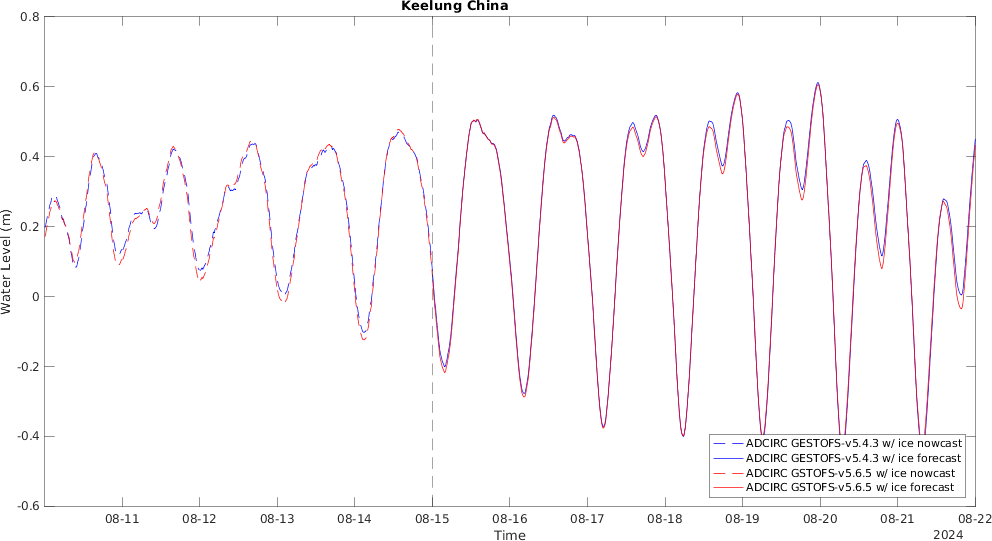 Keelung China
0.8
0.6
0.4
0.2
0
-0.2
-0.4
-0.6
Water Level (m)
08-11 08-12 08-13 08-14 08-15 08-16 08-17 08-18 08-19 08-20 08-21 08-22
Time
2024
ADCIRC GESTOFS-v5.4.3 w/ ice nowcast
ADCIRC GESTOFS-v5.4.3 w/ ice forecast
ADCIRC GSTOFS-v5.6.5 w/ ice nowcast
ADCIRC GSTOFS-v5.6.5 w/ ice forecast